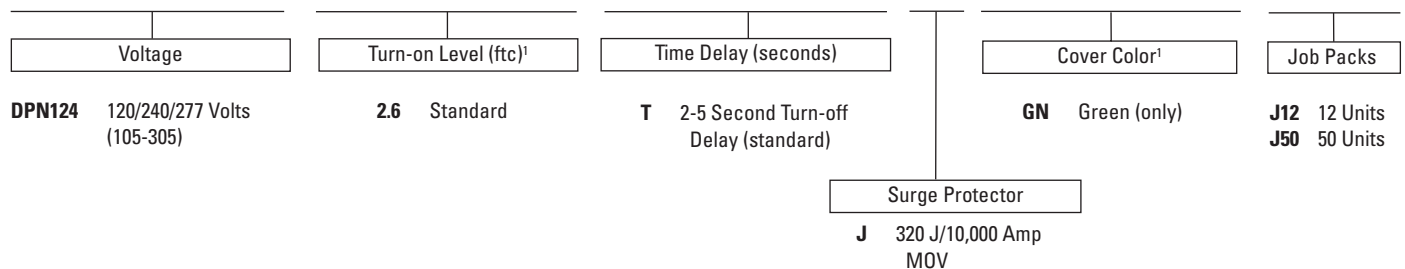 Voltage
Turn-on Level (ftc)¹
Time Delay (seconds)
Cover Color¹
Job Packs
DPN124 120/240/277 Volts
(105-305)
2.6 Standard
T 2-5 Second Turn-off
Delay (standard)
GN Green (only)
J12 12 Units
J50 50 Units
Surge Protector
J 320 J/10,000 Amp
MOV